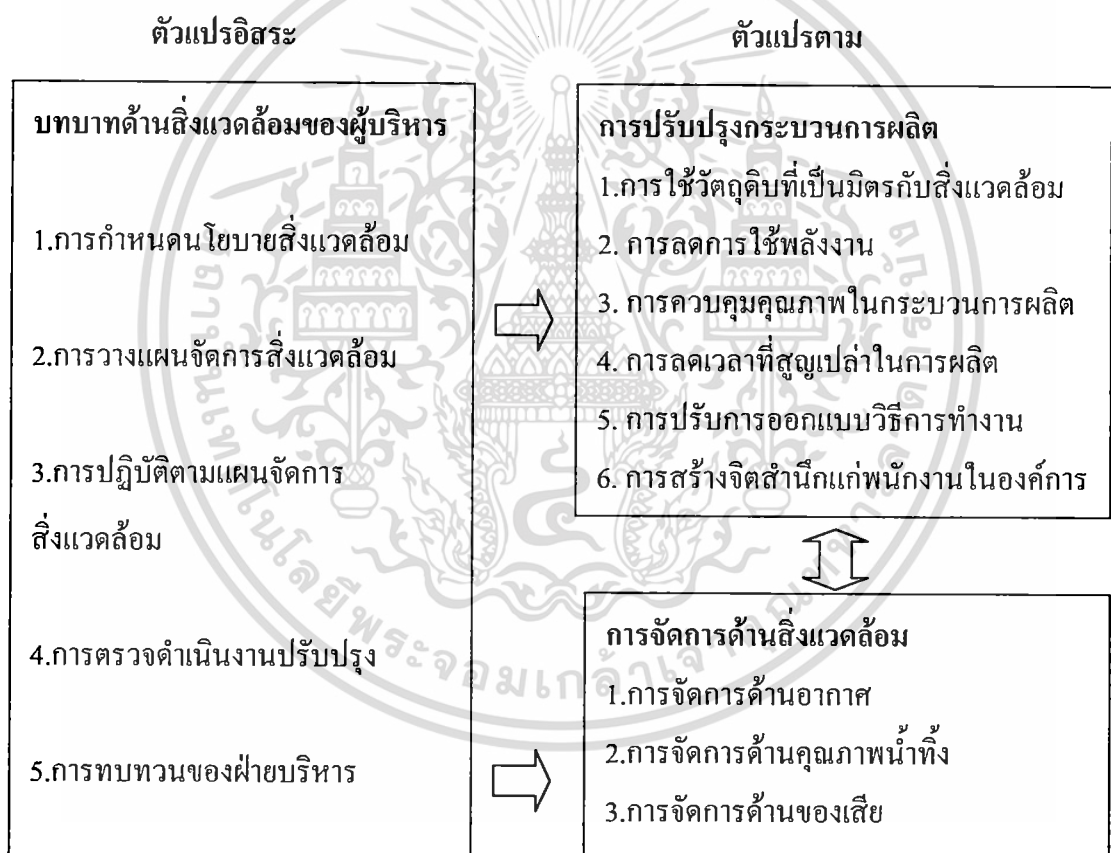 ตัวแปรอิสระ
ตัวแปรตาม
บทบาทด้านสิ่งแวดล้อมของผู้บริหาร
1.การกำหนดนโยบายสิ่งแวดล้อม
2.การวางแผนจัดการสิ่งแวดล้อม
3.การปฏิบัติตามแผนจัดการ
สิ่งแวดล้อม
4.การตรวจดำเนินงานปรับปรุง
5.การทบทวนของฝ่ายบริหาร
การปรับปรุงกระบวนการผลิต
1.การใช้วัตถุดิบที่เป็นมิตรกับสิ่งแวดล้อม
2. การลดการใช้พลังงาน
3. การควบคุมคุณภาพในกระบวนการผลิต
4. การลดเวลาที่สูญเปล่าในการผลิต
5. การปรับการออกแบบวิธีการทำงาน
6. การสร้างจิตสำนึกแก่พนักงานในองค์การ
การจัดการด้านสิ่งแวดล้อม
1.การจัดการด้านอากาศ
2.การจัดการด้านคุณภาพน้ำทิ้ง
3.การจัดการด้านของเสีย